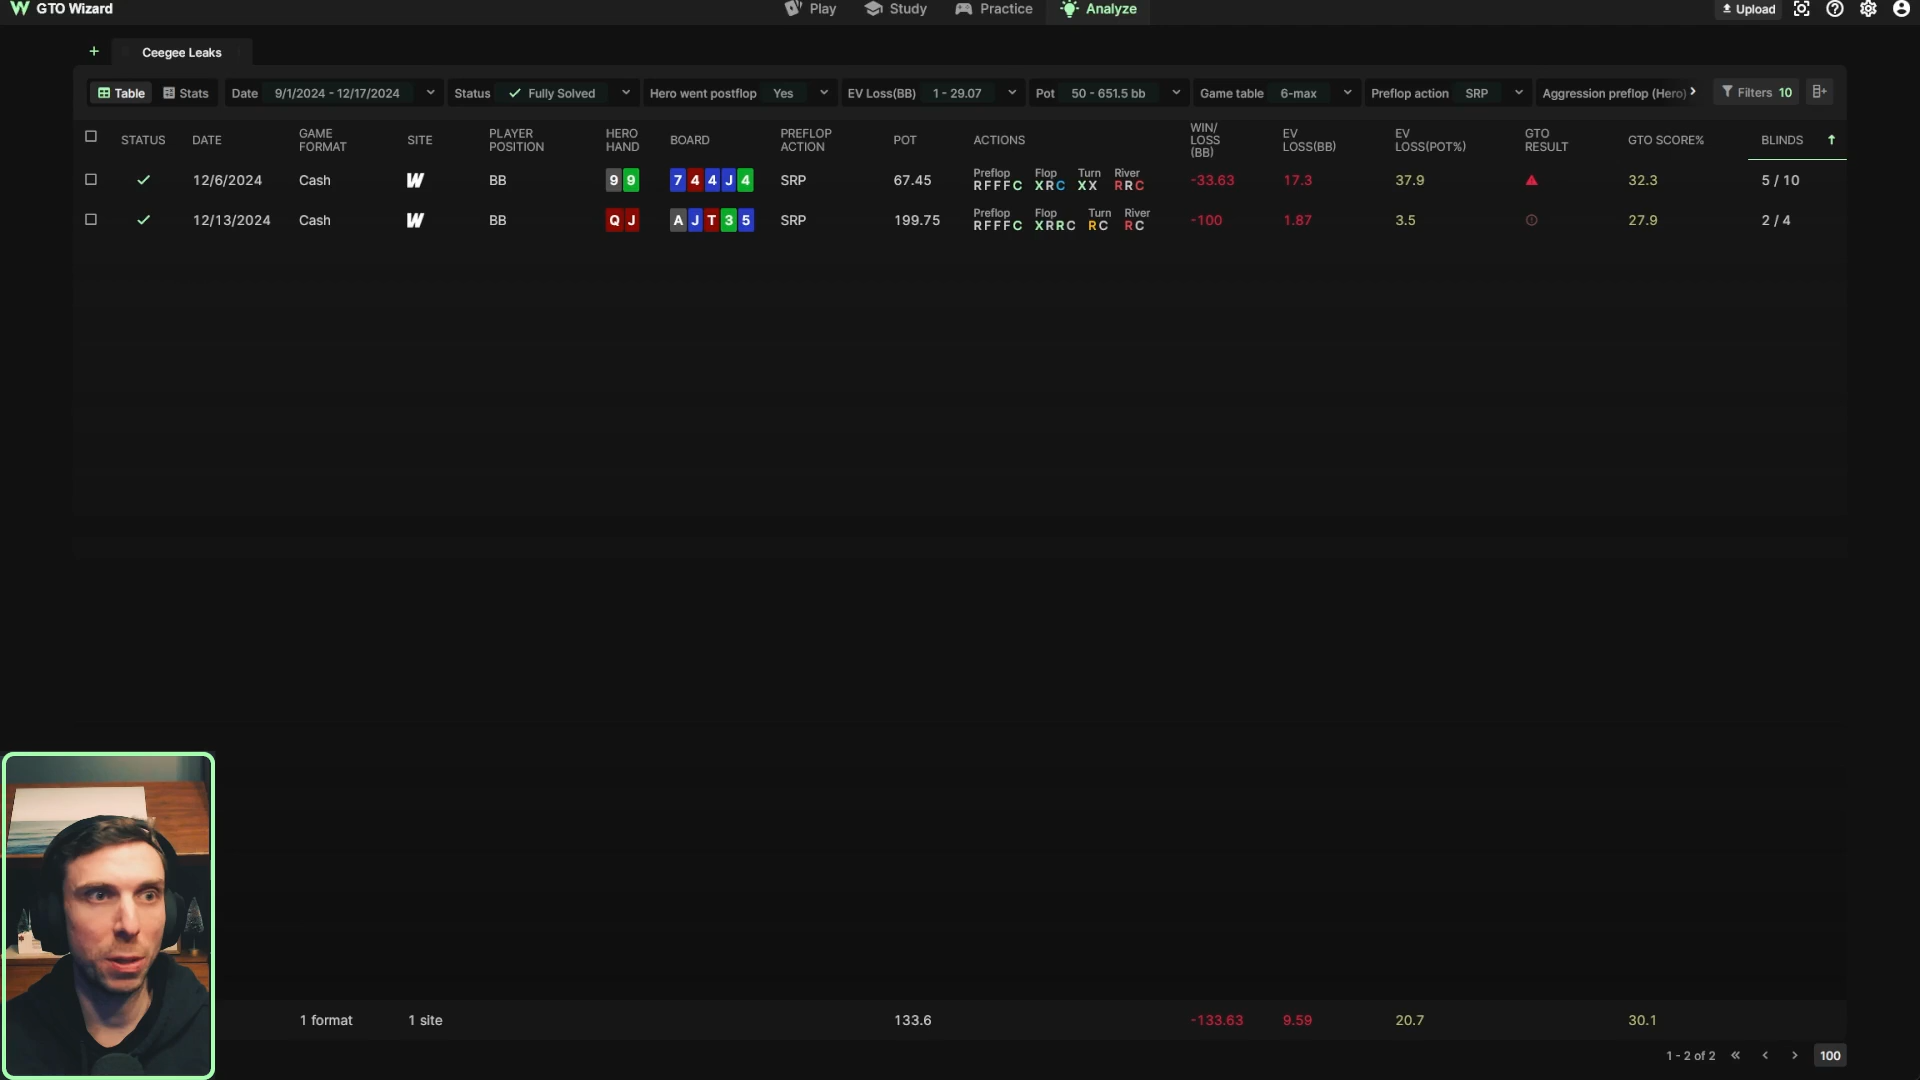 GTO Wizard
Play
Study
Practice
Analyze
Upload
+
Ceegee Leaks
Table
Stats
Date 9/1/2024 - 12/17/2024
Status Fully Solved
Hero went postflop Yes
EV Loss(BB) 1 - 29.07
Pot 50 - 651.5 bb
Game table 6-max
Preflop action SRP
Aggression preflop (Hero)
Filters 10
STATUS
DATE
GAME FORMAT
SITE
PLAYER POSITION
HERO HAND
BOARD
PREFLOP ACTION
POT
ACTIONS
WIN/ LOSS (BB)
EV LOSS(BB)
EV LOSS(POT%)
GTO RESULT
GTO SCORE%
BLINDS
12/6/2024 Cash W BB 9 9 7 4 4 J 4 SRP 67.45 Preflop RFFFC Flop XRC Turn XX River RRC -33.63 17.3 37.9 32.3 5 / 10
12/13/2024 Cash W BB Q J A J T 3 5 SRP 199.75 Preflop RFFFC Flop XRRC Turn RC River RC -100 1.87 3.5 27.9 2 / 4
1 format 1 site 133.6 -133.63 9.59 20.7 30.1
1 - 2 of 2 « ‹ › 100